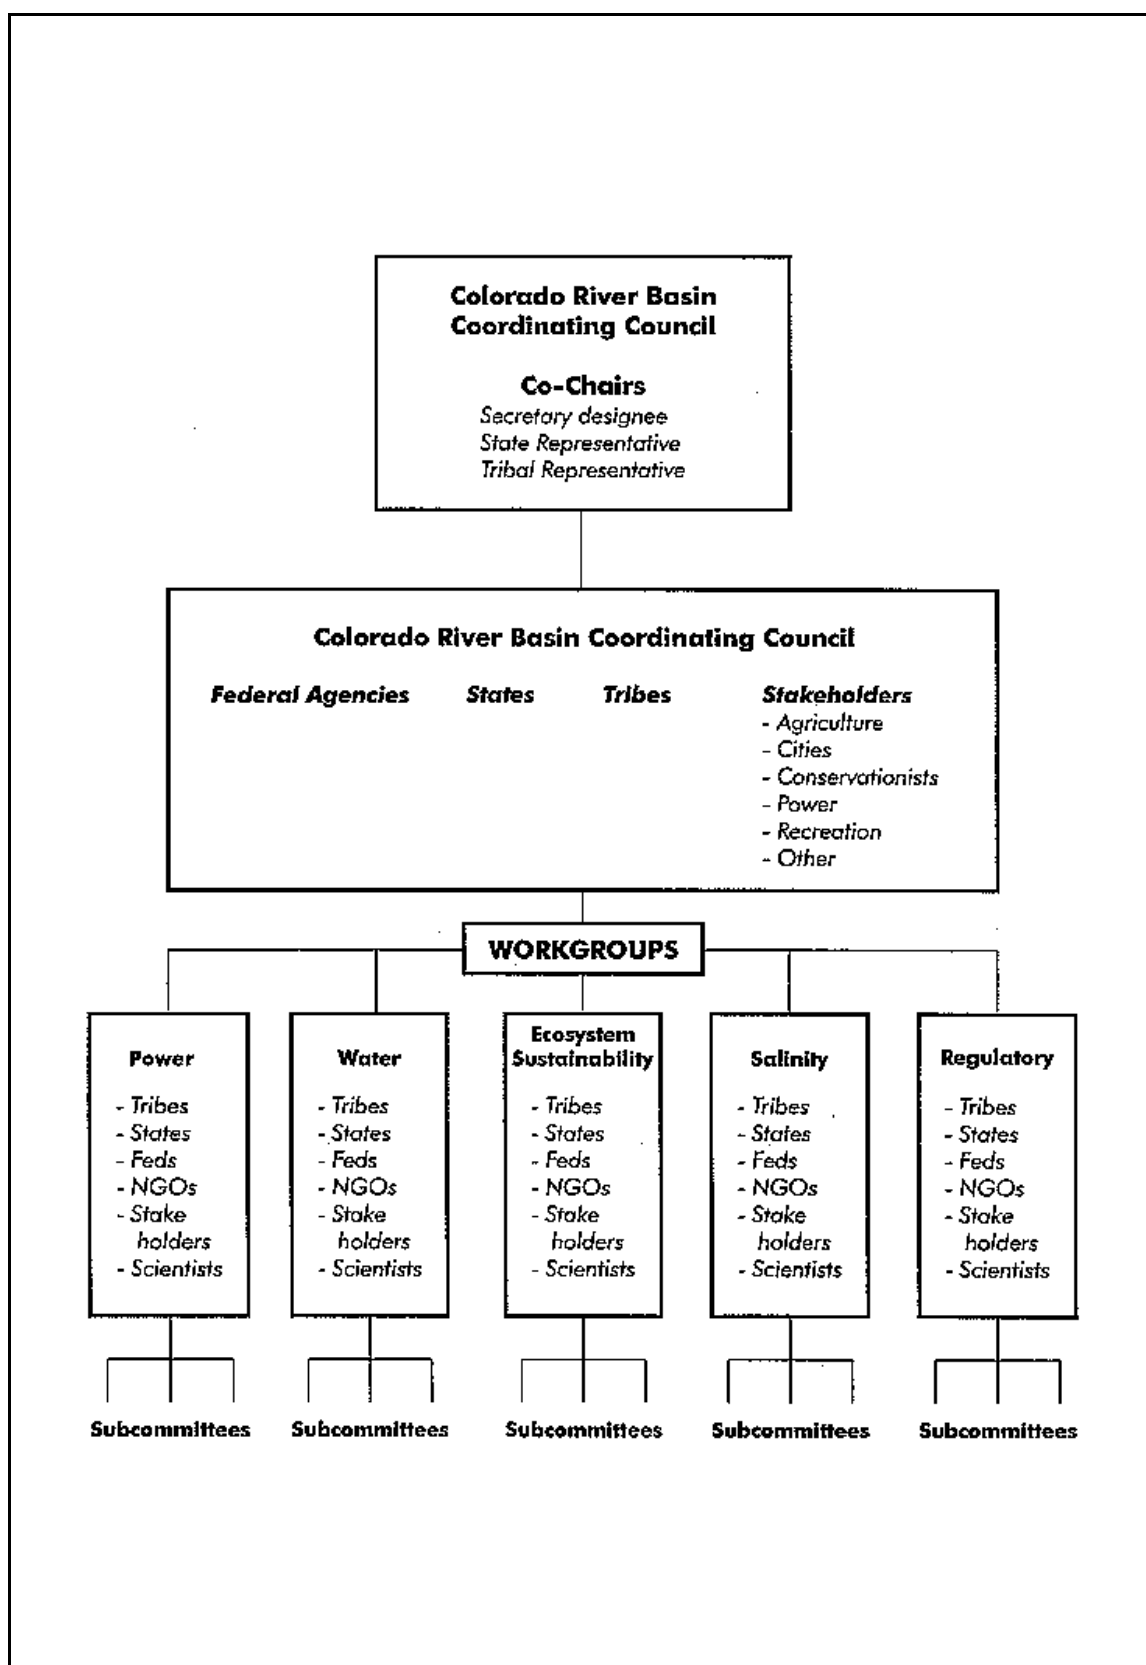 Colorado River Basin
Coordinating Council
Co-Chairs
Secretary designee
State Representative
Tribal Representative
Colorado River Basin Coordinating Council
Federal Agencies States Tribes Stakeholders
- Agriculture
- Cities
- Conservationists
- Power
- Recreation
- Other
WORKGROUPS
Power
- Tribes
- States
- Feds
- NGOs
- Stake
holders
- Scientists
Water
- Tribes
- States
- Feds
- NGOs
- Stake
holders
- Scientists
Ecosystem
Sustainability
- Tribes
- States
- Feds
- NGOs
- Stake
holders
- Scientists
Salinity
- Tribes
- States
- Feds
- NGOs
- Stake
holders
- Scientists
Regulatory
- Tribes
- States
- Feds
- NGOs
- Stake
holders
- Scientists
Subcommittees Subcommittees Subcommittees Subcommittees Subcommittees